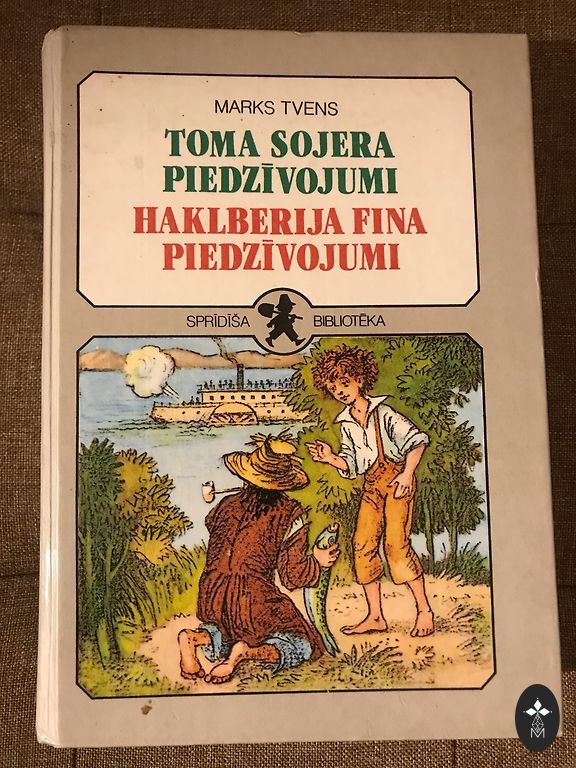 MARKS TVENS
TOMA SOJERA
PIEDZĪVOJUMI
HAKLBERIJA FINA
PIEDZĪVOJUMI
SPRĪDĪŠA BIBLIOTĒKA
M